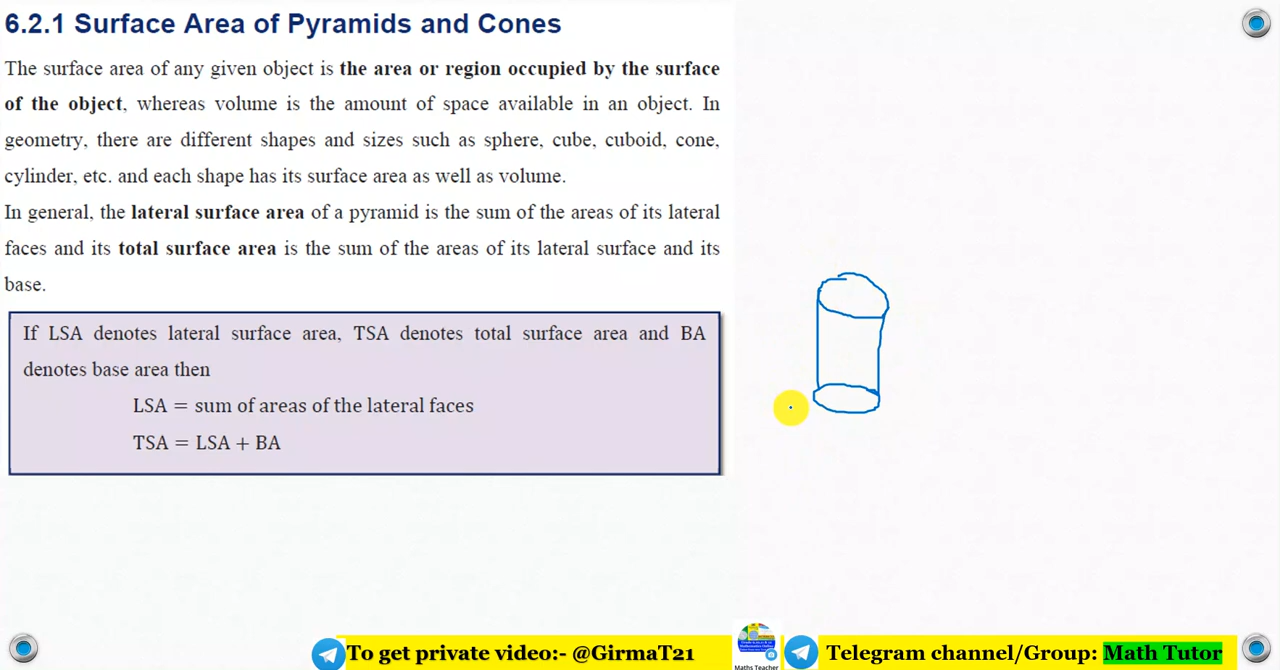 6.2.1 Surface Area of Pyramids and Cones
The surface area of any given object is the area or region occupied by the surface
of the object, whereas volume is the amount of space available in an object. In
geometry, there are different shapes and sizes such as sphere, cube, cuboid, cone,
cylinder, etc. and each shape has its surface area as well as volume.
In general, the lateral surface area of a pyramid is the sum of the areas of its lateral
faces and its total surface area is the sum of the areas of its lateral surface and its
base.
If LSA denotes lateral surface area, TSA denotes total surface area and BA
denotes base area then
LSA = sum of areas of the lateral faces
TSA = LSA + BA
To get private video:- @GirmaT21
Maths Teacher
Telegram channel/Group: Math Tutor